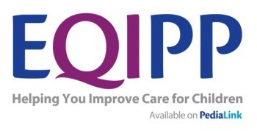 EQIPP
Helping You Improve Care for Children
Available on PediaLink